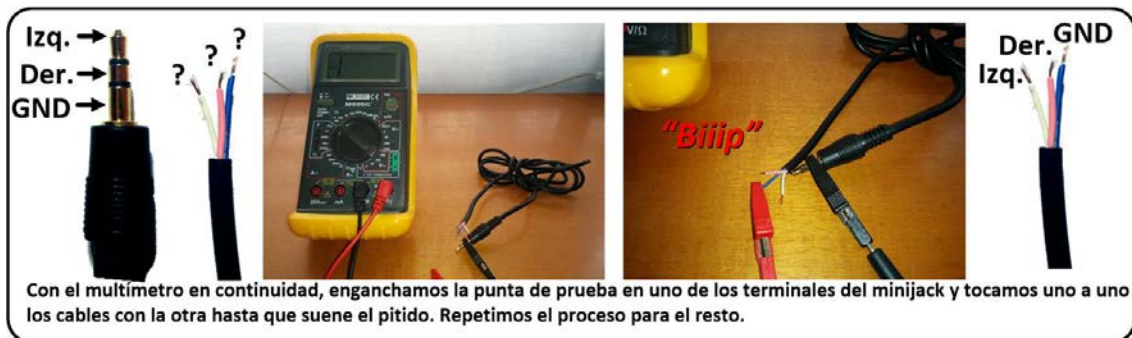 Izq.
Der.
GND
?
?
?
V/Ω
"Biiip"
GND
Der.
Izq.
Con el multímetro en continuidad, enganchamos la punta de prueba en uno de los terminales del minijack y tocamos uno a uno
los cables con la otra hasta que suene el pitido. Repetimos el proceso para el resto.